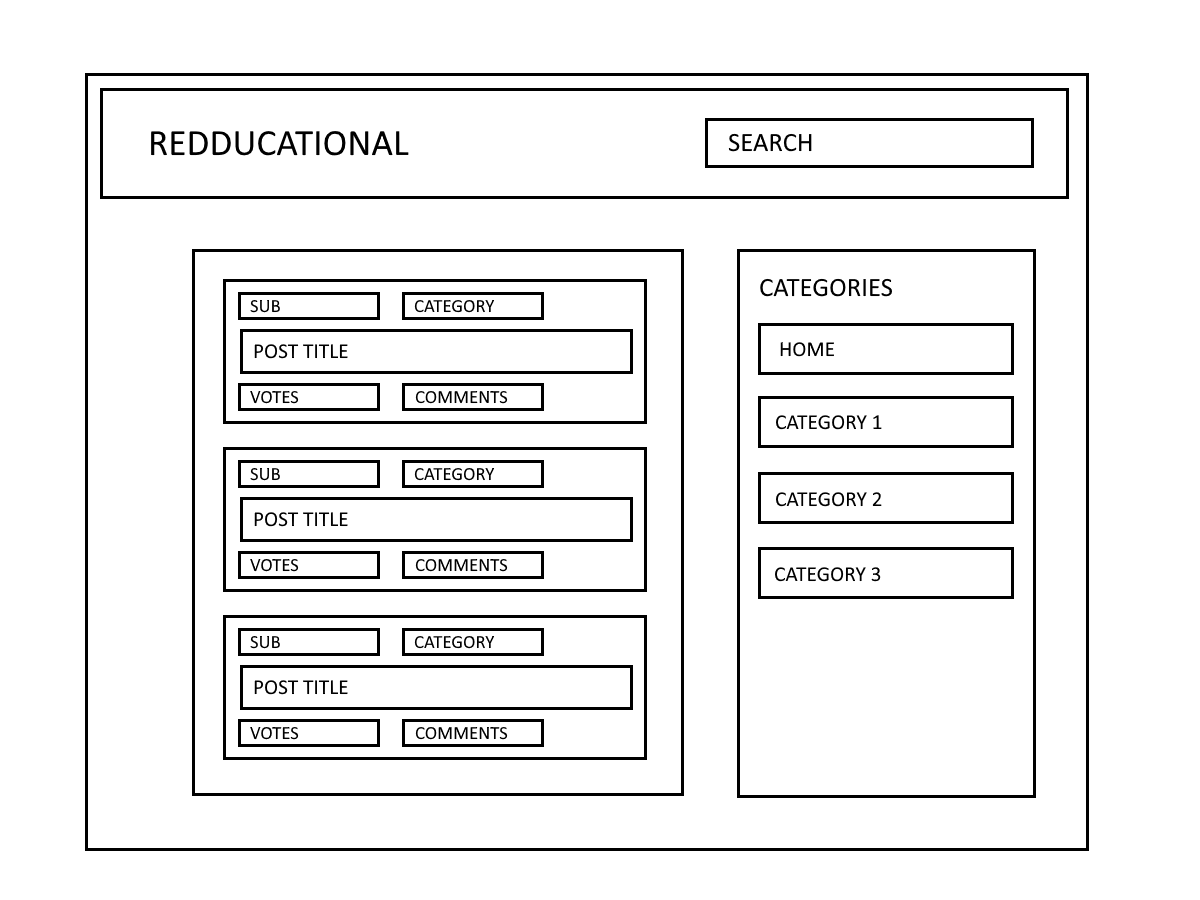 REDDUCATIONAL
SEARCH
SUB
CATEGORY
POST TITLE
VOTES
COMMENTS
SUB
CATEGORY
POST TITLE
VOTES
COMMENTS
SUB
CATEGORY
POST TITLE
VOTES
COMMENTS
CATEGORIES
HOME
CATEGORY 1
CATEGORY 2
CATEGORY 3